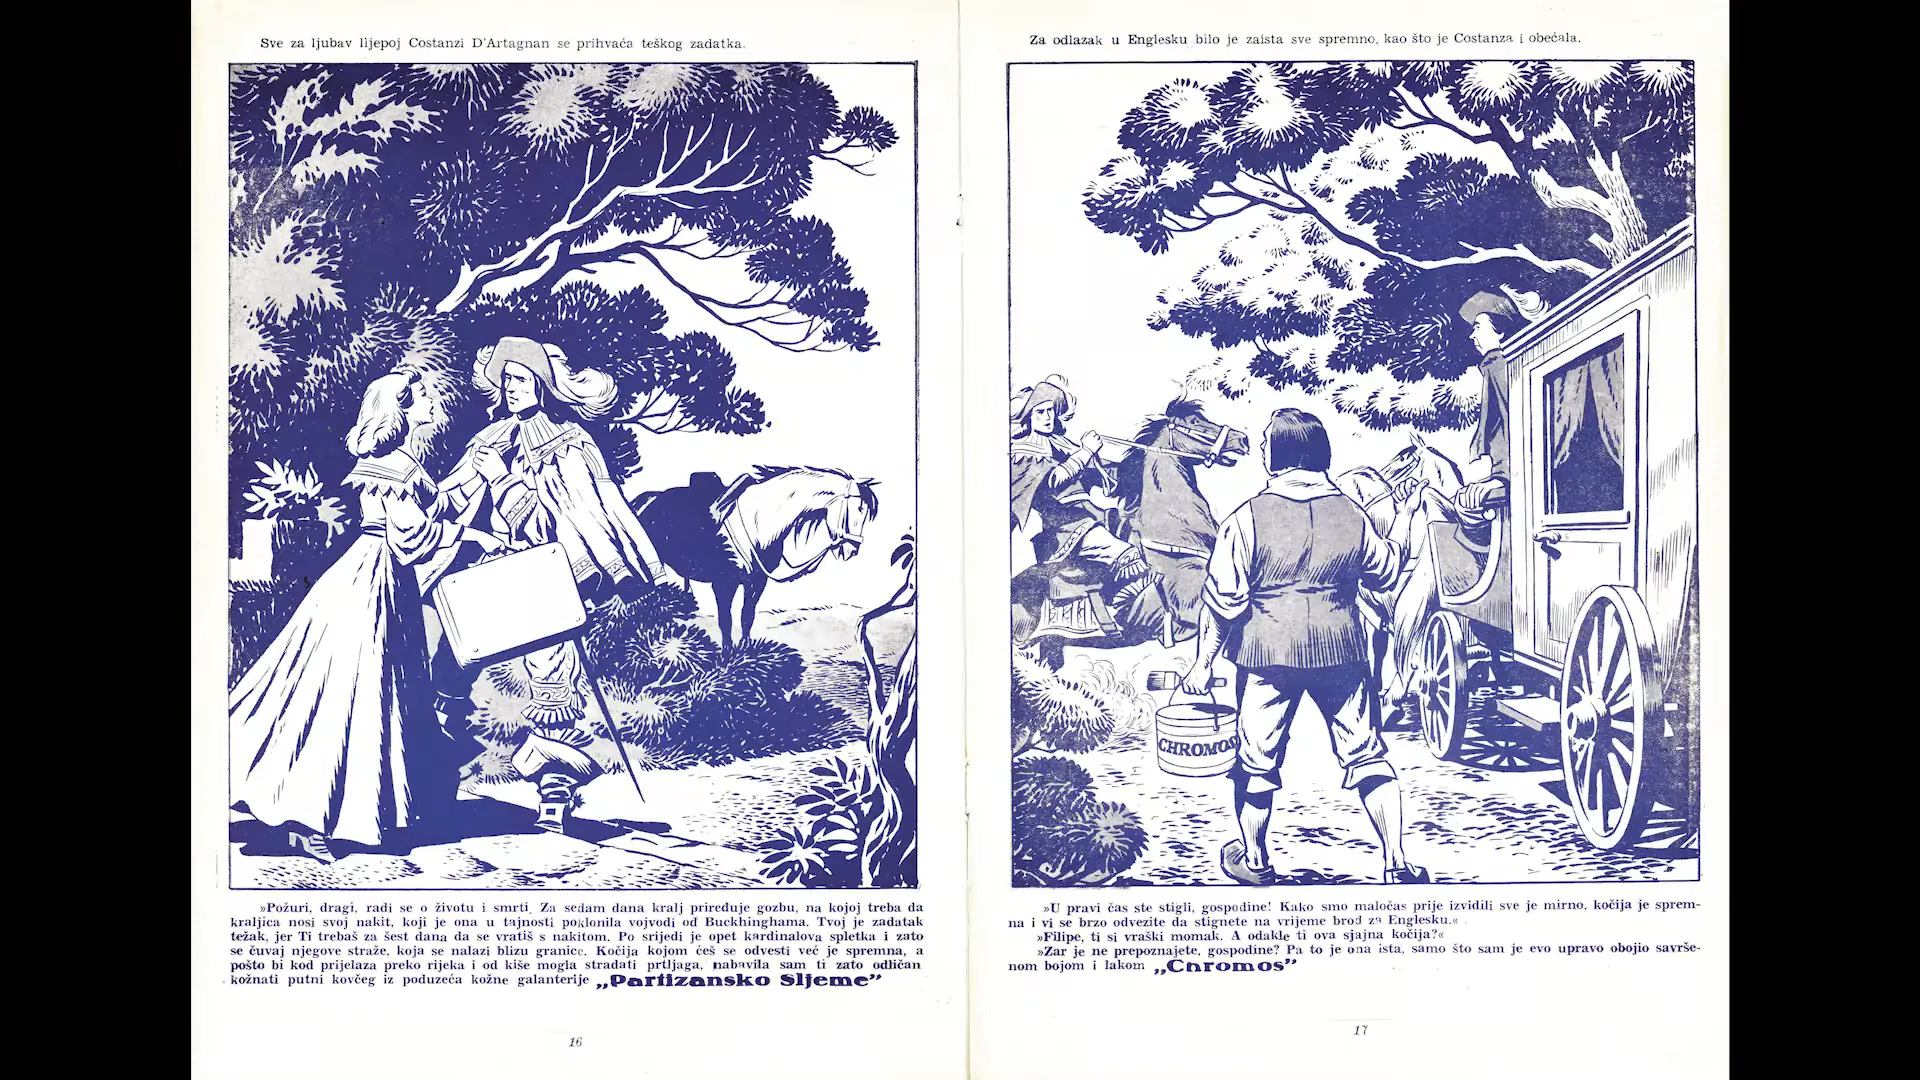 Sve za ljubav lijepoj Costanzi D'Artagnan se prihvaća teškog zadatka.
»Požuri, dragi, radi se o životu i smrti. Za sedam dana kralj priređuje gozbu, na kojoj treba da
kraljica nosi svoj nakit, koji je ona u tajnosti poklonila vojvodi od Buckhinghama. Tvoj je zadatak
težak, jer Ti trebaš za šest dana da se vratiš s nakitom. Po srijedi je opet kardinalova spletka i zato
se čuvaj njegove straže, koja se nalazi blizu granice. Kočija kojom ćeš se odvesti već je spremna, a
pošto bi kod prijelaza preko rijeka i od kiše mogla stradati prtljaga, nabavila sam ti zato odličan
kožnati putni kovčeg iz poduzeća kožne galanterije „Partizansko Sljeme”
16
Za odlazak u Englesku bilo je zaista sve spremno, kao što je Costanza i obećala.
CHROMOS
»U pravi čas ste stigli, gospodine! Kako smo maločas prije izvidili sve je mirno, kočija je sprem-
na i vi se brzo odvezite da stignete na vrijeme brod za Englesku.«
»Filipe, ti si vraški momak. A odakle ti ova sjajna kočija?«
»Zar je ne prepoznajete, gospodine? Pa to je ona ista, samo što sam je evo upravo obojio savrše-
nom bojom i lakom „Chromos”
17